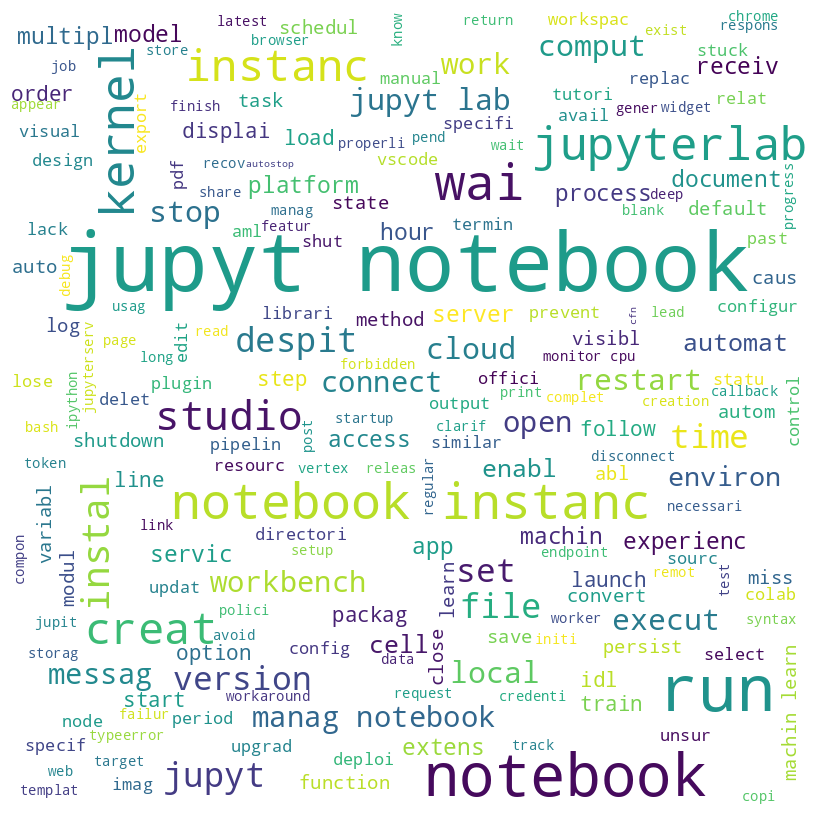 latest
know
return
workspac
chrome
multipl
model
store
browser
schedul
exist
respons
job
kernel
instanc
work
comput
stuck
receiv
order
appear
export
finish
task
manual
replac
tutori
relat
jupyt lab
gener
widget
visual
displai
load
properli
pend
specifi
avail
jupyterlab
design
pdf
recov
autostop
vscode
wait
wai
document
platform
share
state
process
deep
progress
stop
manag
termin
blank
default
lack
aml
featur
shut
hour
past
auto
debug
jupyt notebook
caus
usag
librari
method
server
prevent
cfn
lead
configur
log
jupyterserv
page
edit
read
despit
cloud
visibl
monitor cpu
automat
long
forbidden
lose
ipython
plugin
step
connect
offici
restart
statu
callback
delet
print
complet
creation
control
bash
studio
post
startup
output
clarif
open
follow
autom
time
shutdown
pipelin
access
similar
disconnect
token
resourc
vertex
releas
regular
enabl
abl
environ
line
instal
variabl
notebook instanc
necessari
link
directori
machin
experienc
compon
modul
servic
setup
app
endpoint
sourc
updat
workbench
learn
set
launch
remot
test
miss
convert
colab
jupit
polici
packag
file
worker
execut
syntax
creat
avoid
config
cell
close
save
initi
persist
storag
option
data
select
messag
version
local
idl
machin learn
start
workaround
request
credenti
train
run
node
failur
period
manag notebook
specif
typeerror
upgrad
deploi
extens
track
unsur
web
target
templat
imag
jupyt
function
notebook
copi